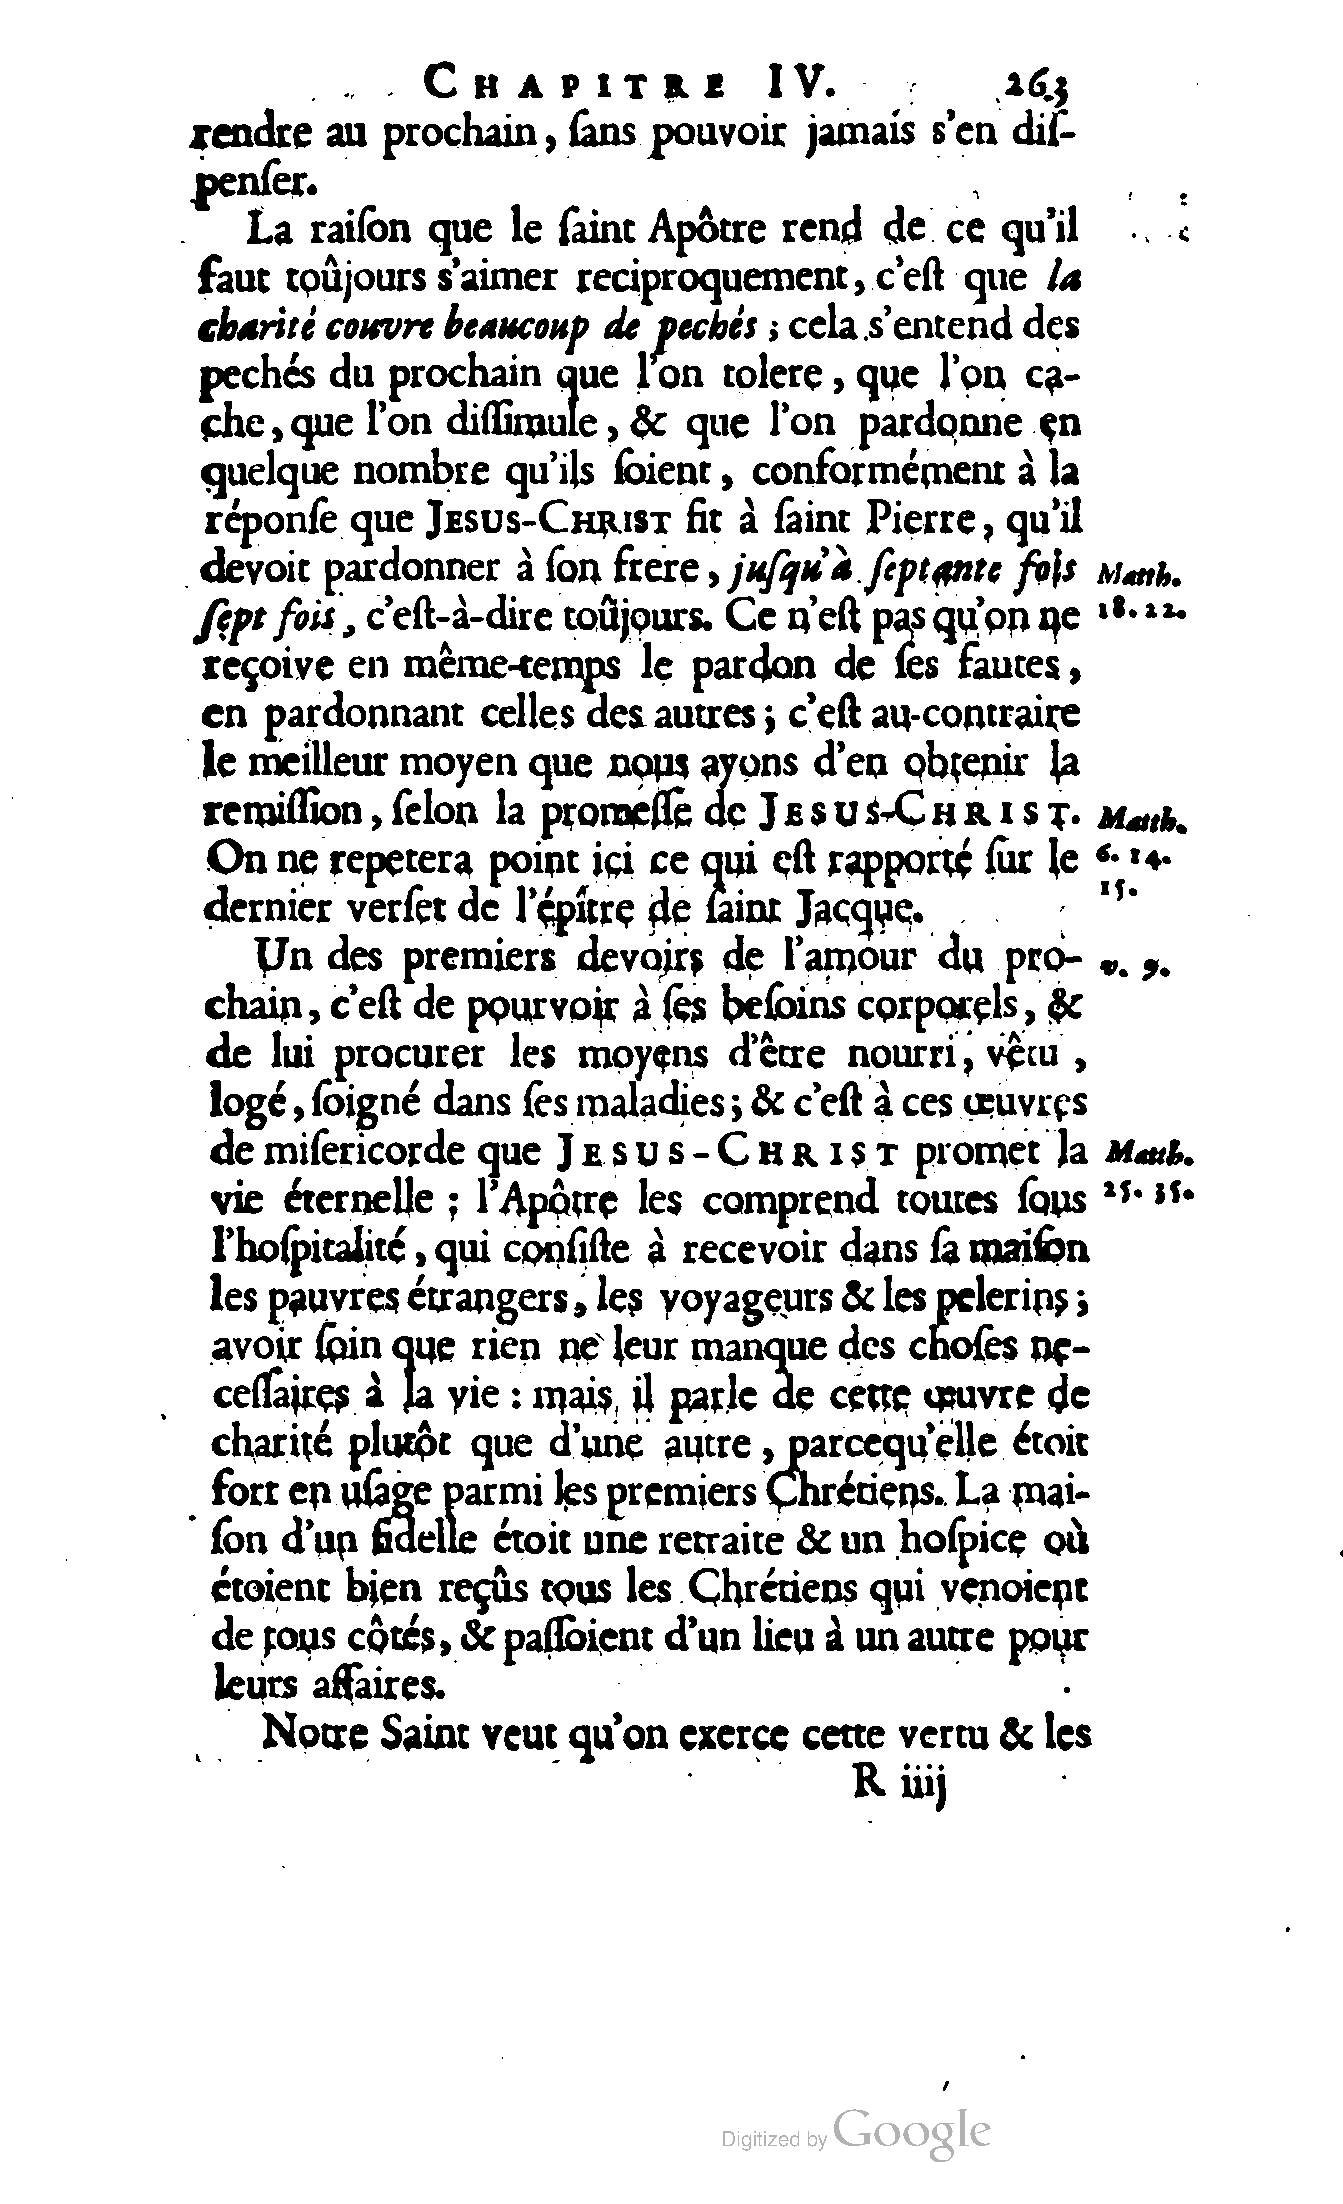 CHAPITRE IV. 263
rendre au prochain, ſans pouvoir jamais s'en diſ-
penſer.
La raiſon que le ſaint Apôtre rend de ce qu'il
faut toûjours s'aimer reciproquement, c'eſt que la
charité couvre beaucoup de pechés; cela s'entend des
pechés du prochain que l'on tolere, que l'on ca-
che, que l'on diſſimule, & que l'on pardonne en
quelque nombre qu'ils ſoient, conformément à la
réponſe que JESUS-CHRIST fit à ſaint Pierre, qu'il
devoit pardonner à ſon frere, juſqu'à ſeptante fois Matth.
ſept fois, c'eſt-à-dire toûjours. Ce n'eſt pas qu'on ne 18. 22.
reçoive en même-temps le pardon de ſes fautes,
en pardonnant celles des autres; c'eſt au-contraire
le meilleur moyen que nous ayons d'en obtenir la
remiſſion, ſelon la promeſſe de JESUS-CHRIST. Matth.
On ne repetera point ici ce qui eſt rapporté ſur le 6. 14.
dernier verſet de l'épître de ſaint Jacque. 15.
Un des premiers devoirs de l'amour du pro- v. 9.
chain, c'eſt de pourvoir à ſes beſoins corporels, &
de lui procurer les moyens d'être nourri, vêtu,
logé, ſoigné dans ſes maladies; & c'eſt à ces œuvres
de miſericorde que JESUS-CHRIST promet la Matth.
vie éternelle; l'Apôtre les comprend toutes ſous 25. 35.
l'hoſpitalité, qui conſiſte à recevoir dans ſa maiſon
les pauvres étrangers, les voyageurs & les pelerins;
avoir ſoin que rien ne leur manque des choſes ne-
ceſſaires à la vie : mais il parle de cette œuvre de
charité plutôt que d'une autre, parcequ'elle étoit
fort en uſage parmi les premiers Chrétiens. La mai-
ſon d'un fidelle étoit une retraite & un hoſpice où
étoient bien reçûs tous les Chrétiens qui venoient
de tous côtés, & paſſoient d'un lieu à un autre pour
leurs affaires.
Notre Saint veut qu'on exerce cette vertu & les
R iiij
Digitized by Google